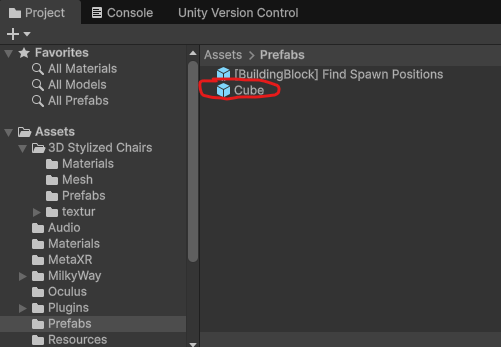 Project
Console
Unity Version Control
Favorites
All Materials
All Models
All Prefabs
Assets
3D Stylized Chairs
Materials
Mesh
Prefabs
textur
Audio
Materials
MetaXR
MilkyWay
Oculus
Plugins
Prefabs
Resources
Assets > Prefabs
[BuildingBlock] Find Spawn Positions
Cube